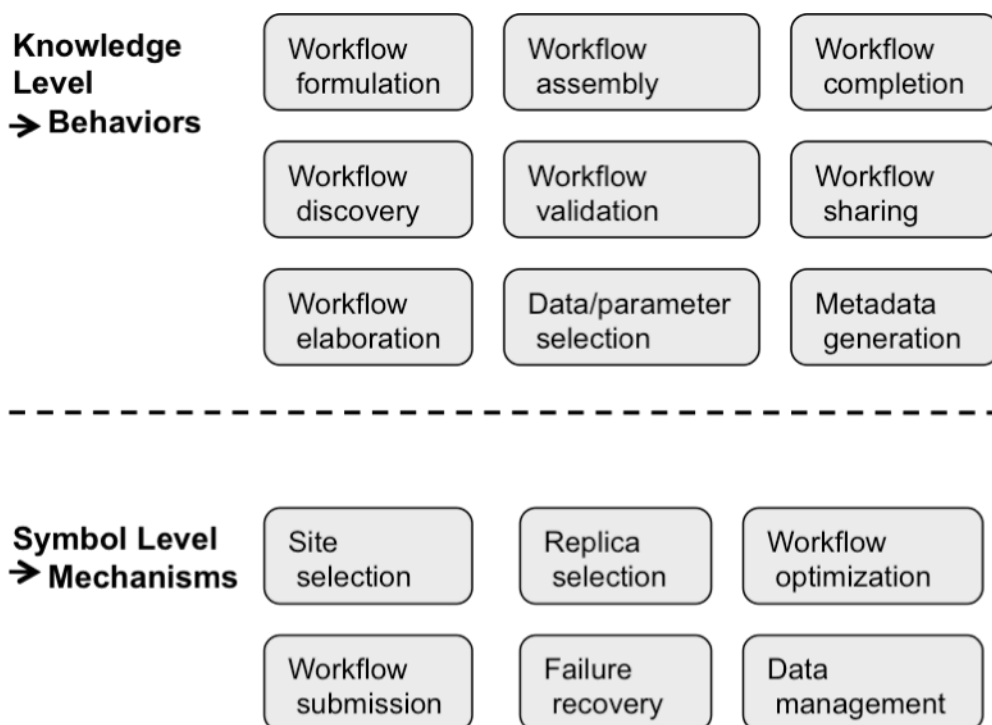 Knowledge
Level
→ Behaviors
Workflow
formulation
Workflow
assembly
Workflow
completion
Workflow
discovery
Workflow
validation
Workflow
sharing
Workflow
elaboration
Data/parameter
selection
Metadata
generation
Symbol Level
→ Mechanisms
Site
selection
Replica
selection
Workflow
optimization
Workflow
submission
Failure
recovery
Data
management